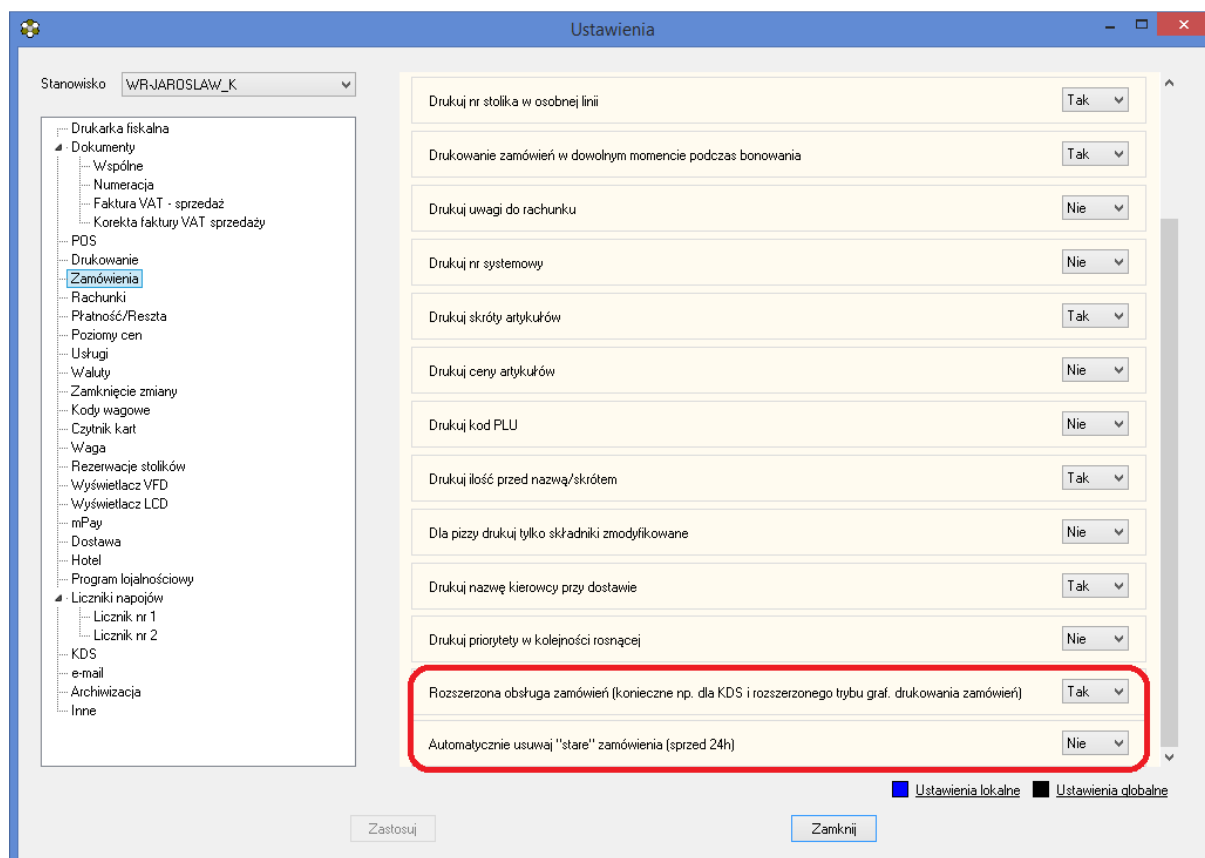 Ustawienia
Stanowisko WR-JAROSLAW_K
Drukarka fiskalna
Dokumenty
Wspólne
Numeracja
Faktura VAT - sprzedaż
Korekta faktury VAT sprzedaży
POS
Drukowanie
Zamówienia
Rachunki
Płatność/Reszta
Poziomy cen
Usługi
Waluty
Zamknięcie zmiany
Kody wagowe
Czytnik kart
Waga
Rezerwacje stolików
Wyświetlacz VFD
Wyświetlacz LCD
mPay
Dostawa
Hotel
Program lojalnościowy
Liczniki napojów
Licznik nr 1
Licznik nr 2
KDS
e-mail
Archiwizacja
Inne
Drukuj nr stolika w osobnej linii Tak
Drukowanie zamówień w dowolnym momencie podczas bonowania Tak
Drukuj uwagi do rachunku Nie
Drukuj nr systemowy Nie
Drukuj skróty artykułów Tak
Drukuj ceny artykułów Nie
Drukuj kod PLU Nie
Drukuj ilość przed nazwą/skrótem Tak
Dla pizzy drukuj tylko składniki zmodyfikowane Nie
Drukuj nazwę kierowcy przy dostawie Tak
Drukuj priorytety w kolejności rosnącej Nie
Rozszerzona obsługa zamówień (konieczne np. dla KDS i rozszerzonego trybu graf. drukowania zamówień) Tak
Automatycznie usuwaj "stare" zamówienia (sprzed 24h) Nie
Ustawienia lokalne Ustawienia globalne
Zastosuj Zamknij